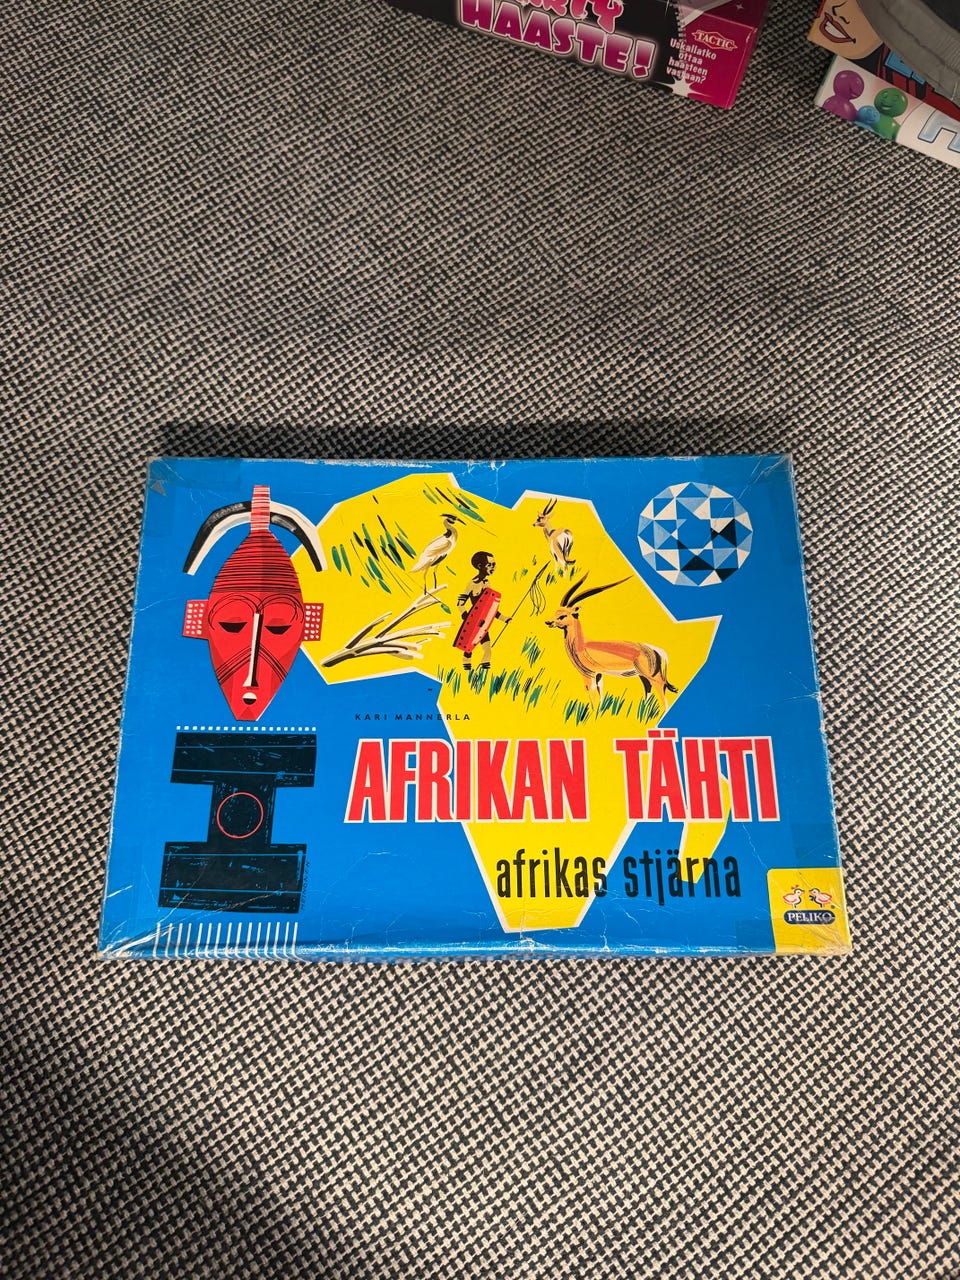 HAASTE!
TACTIC
Uskallatko
ottaa
haasteen
vastaan?
KARI MANNERLA
AFRIKAN TÄHTI
afrikas stjärna
PELIKO